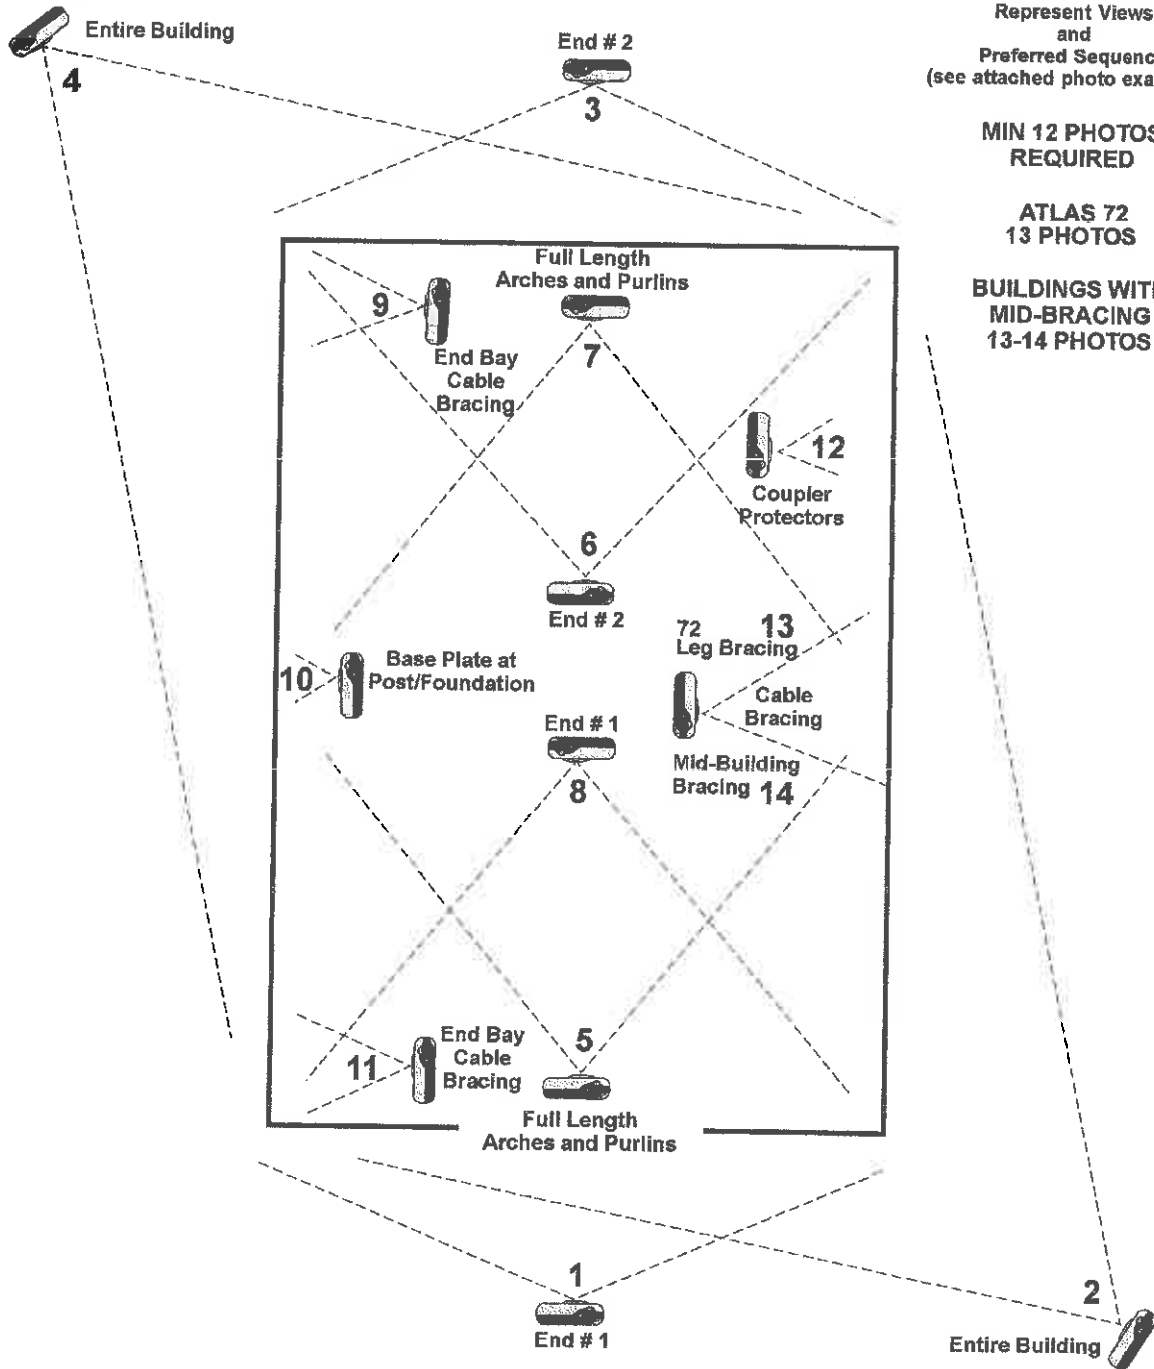 Entire Building
4
End # 2
3
Represent Views
and
Preferred Sequenc
(see attached photo exa
MIN 12 PHOTOS
REQUIRED
ATLAS 72
13 PHOTOS
BUILDINGS WITH
MID-BRACING
13-14 PHOTOS
Full Length
Arches and Purlins
7
9
End Bay
Cable
Bracing
12
Coupler
Protectors
6
End # 2
72
Leg Bracing
13
10
Base Plate at
Post/Foundation
Cable
Bracing
End # 1
8
Mid-Building
Bracing
14
11
End Bay
Cable
Bracing
5
Full Length
Arches and Purlins
1
End # 1
2
Entire Building